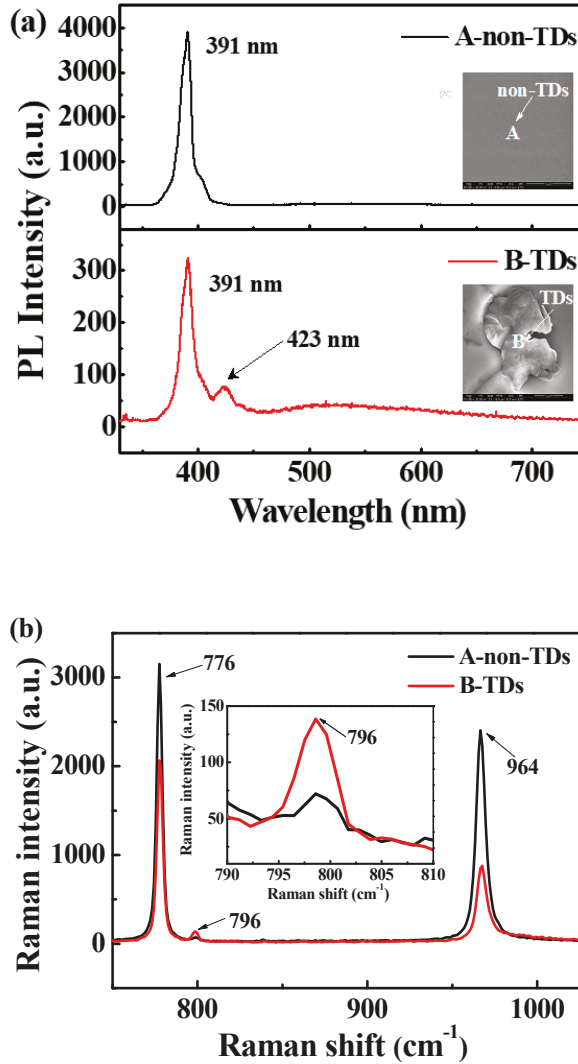 (a)
391 nm
A-non-TDs
non-TDs
A
4000
3000
2000
1000
0
B-TDs
TDs
B
391 nm
423 nm
300
200
100
0
PL Intensity (a.u.)
400
500
600
700
Wavelength (nm)
(b)
776
A-non-TDs
B-TDs
3000
2000
1000
0
Raman intensity (a.u.)
150
125
100
75
50
25
Raman intensity (a.u.)
796
790
795
800
805
810
Raman shift (cm-1)
964
796
800
900
1000
Raman shift (cm-1)